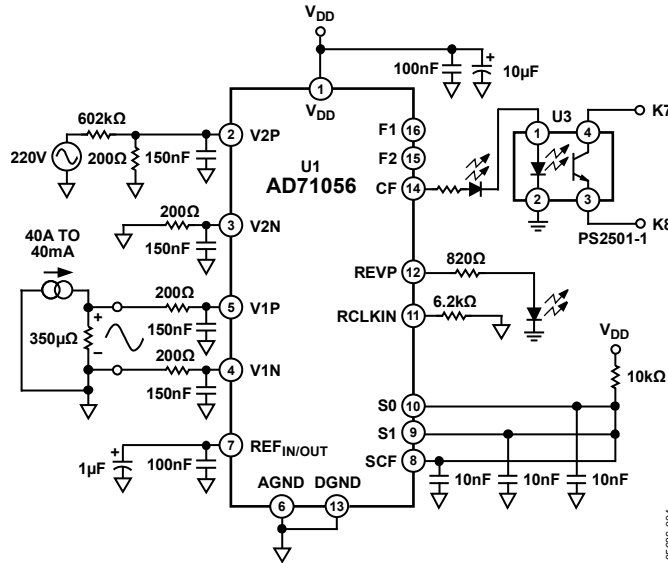 VDD
100nF
10µF
1
VDD
U3
K7
602kΩ
2
V2P
F1
16
1
4
220V
200Ω
150nF
U1
AD71056
F2
15
CF
14
2
3
K8
PS2501-1
200Ω
3
V2N
150nF
40A TO
40mA
REVP
12
820Ω
200Ω
5
V1P
RCLKIN
11
6.2kΩ
+
350µΩ
–
150nF
VDD
200Ω
4
V1N
10kΩ
150nF
S0
10
S1
9
7
REFIN/OUT
SCF
8
+
1µF
100nF
AGND
DGND
10nF
10nF
10nF
6
13
+